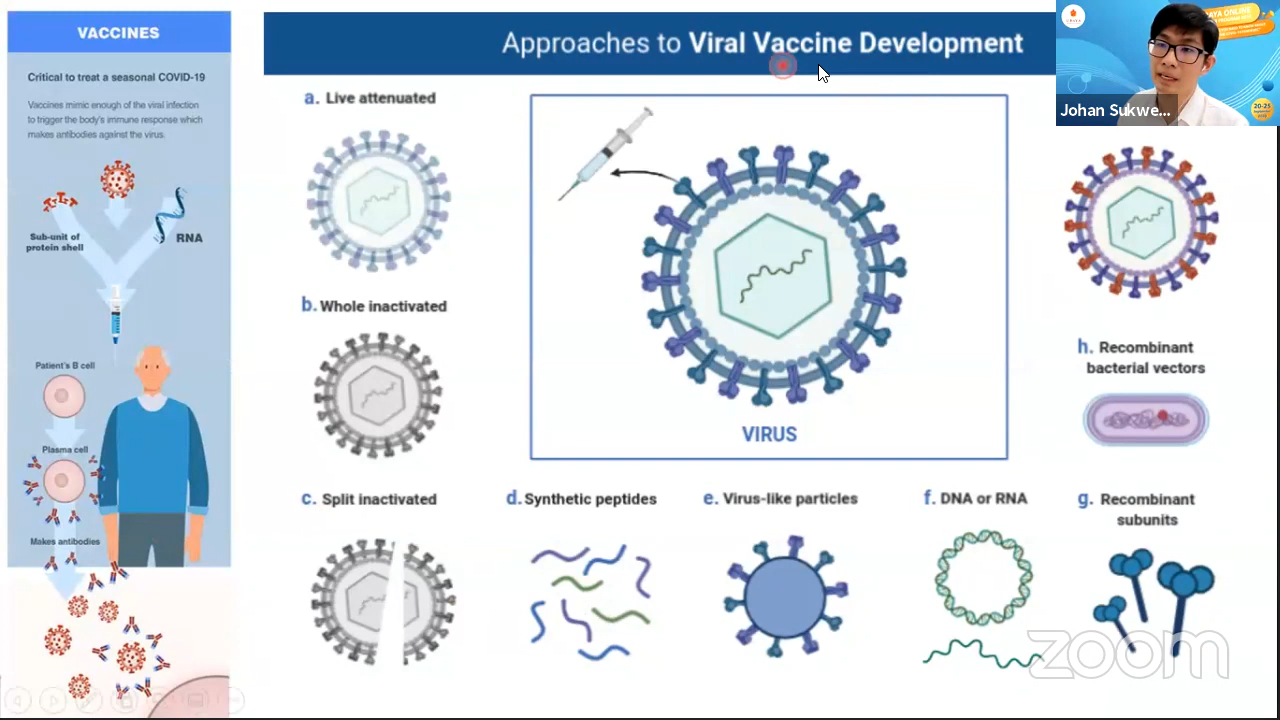 VACCINES
Critical to treat a seasonal COVID-19
Vaccines mimic enough of the viral infection
to trigger the body's immune response which
makes antibodies against the virus.
Sub-unit of
protein shell
RNA
Patient's B cell
Plasma cell
Makes antibodies
Approaches to Viral Vaccine Development
a. Live attenuated
b. Whole inactivated
c. Split inactivated
VIRUS
d. Synthetic peptides
e. Virus-like particles
f. DNA or RNA
h. Recombinant
bacterial vectors
g. Recombinant
subunits
Johan Sukwe...
20-25
zoom